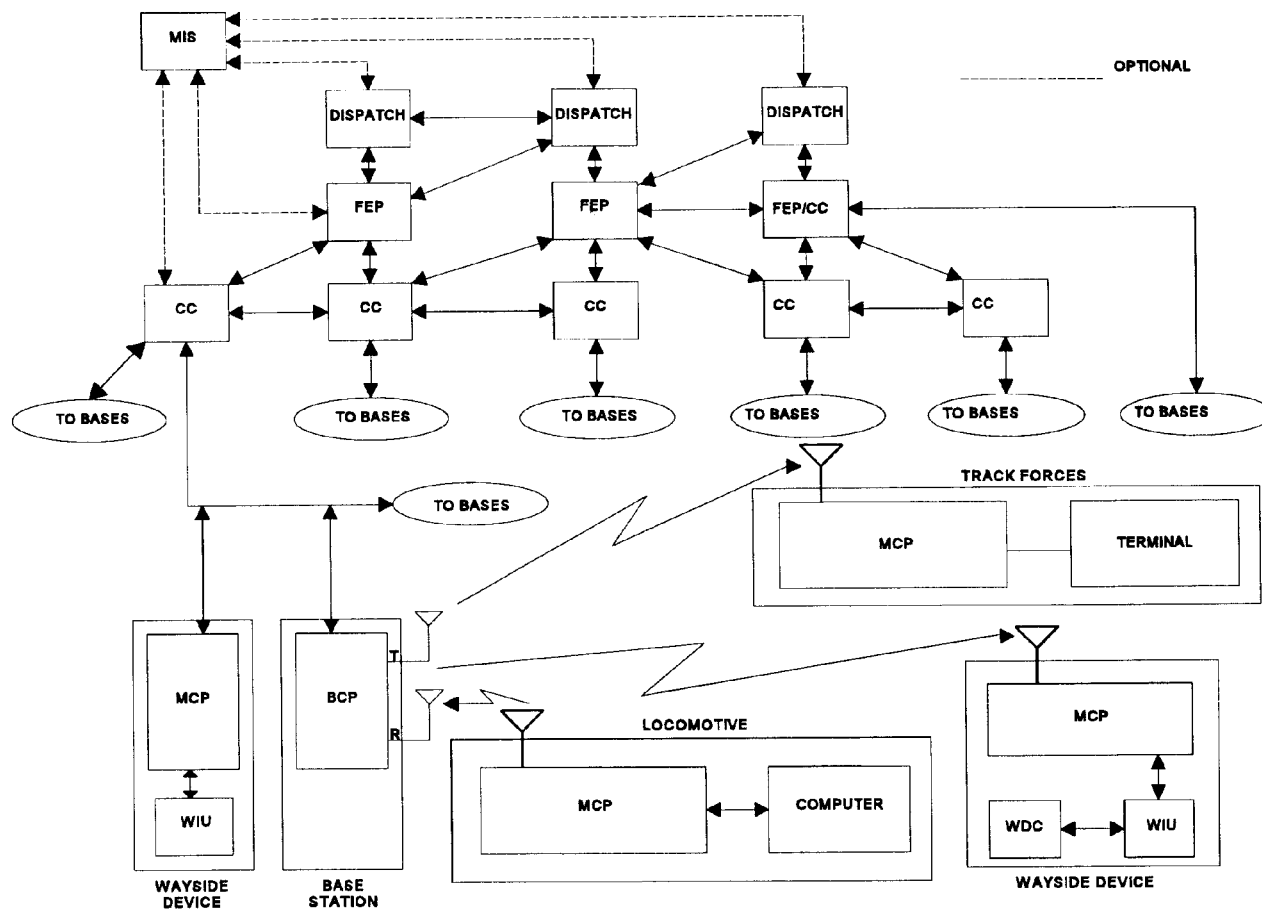 MIS
OPTIONAL
DISPATCH
DISPATCH
DISPATCH
FEP
FEP
FEP/CC
CC
CC
CC
CC
CC
TO BASES
TO BASES
TO BASES
TO BASES
TO BASES
TO BASES
TO BASES
TRACK FORCES
MCP
TERMINAL
MCP
WIU
WAYSIDE
DEVICE
T
BCP
R
BASE
STATION
LOCOMOTIVE
MCP
COMPUTER
MCP
WDC
WIU
WAYSIDE DEVICE